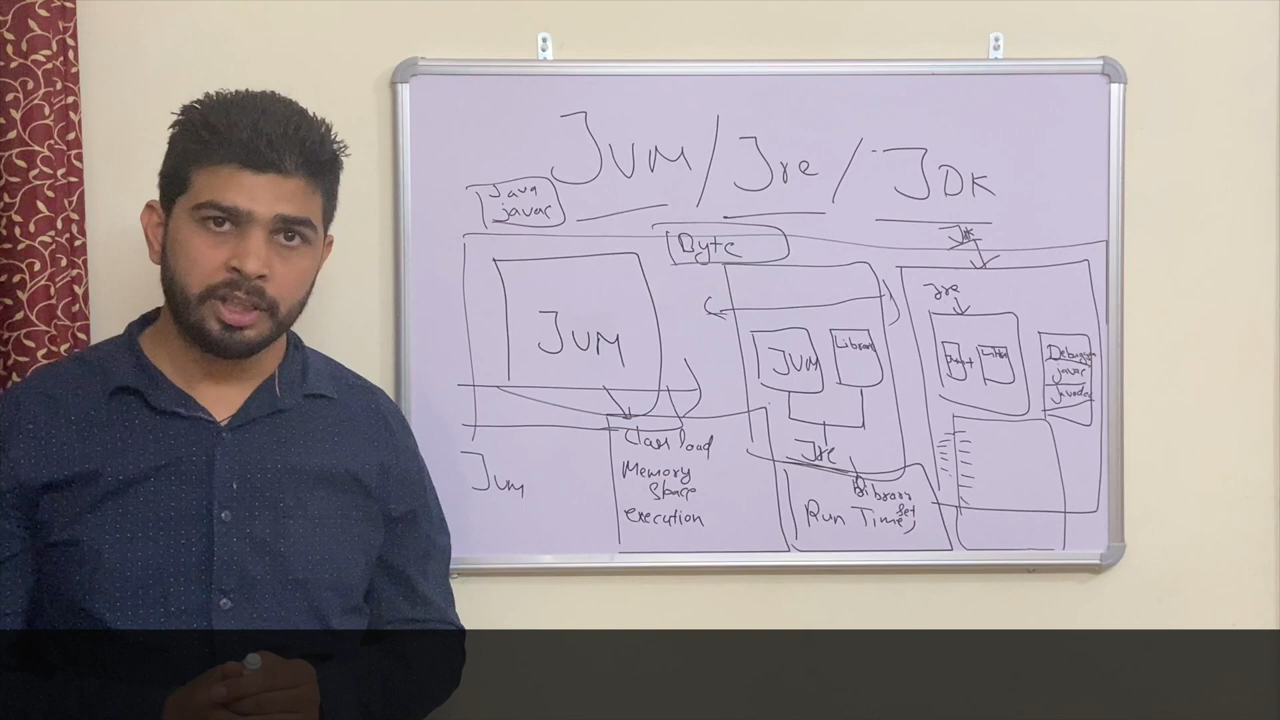 JVM / Jre / JDK
Java
javac
Byte
Jre
JVM
JVM
Library
Debugger
javac
Javadoc
Jre
Jvm
Class load
Memory
Space
execution
Library
Set
Run Time